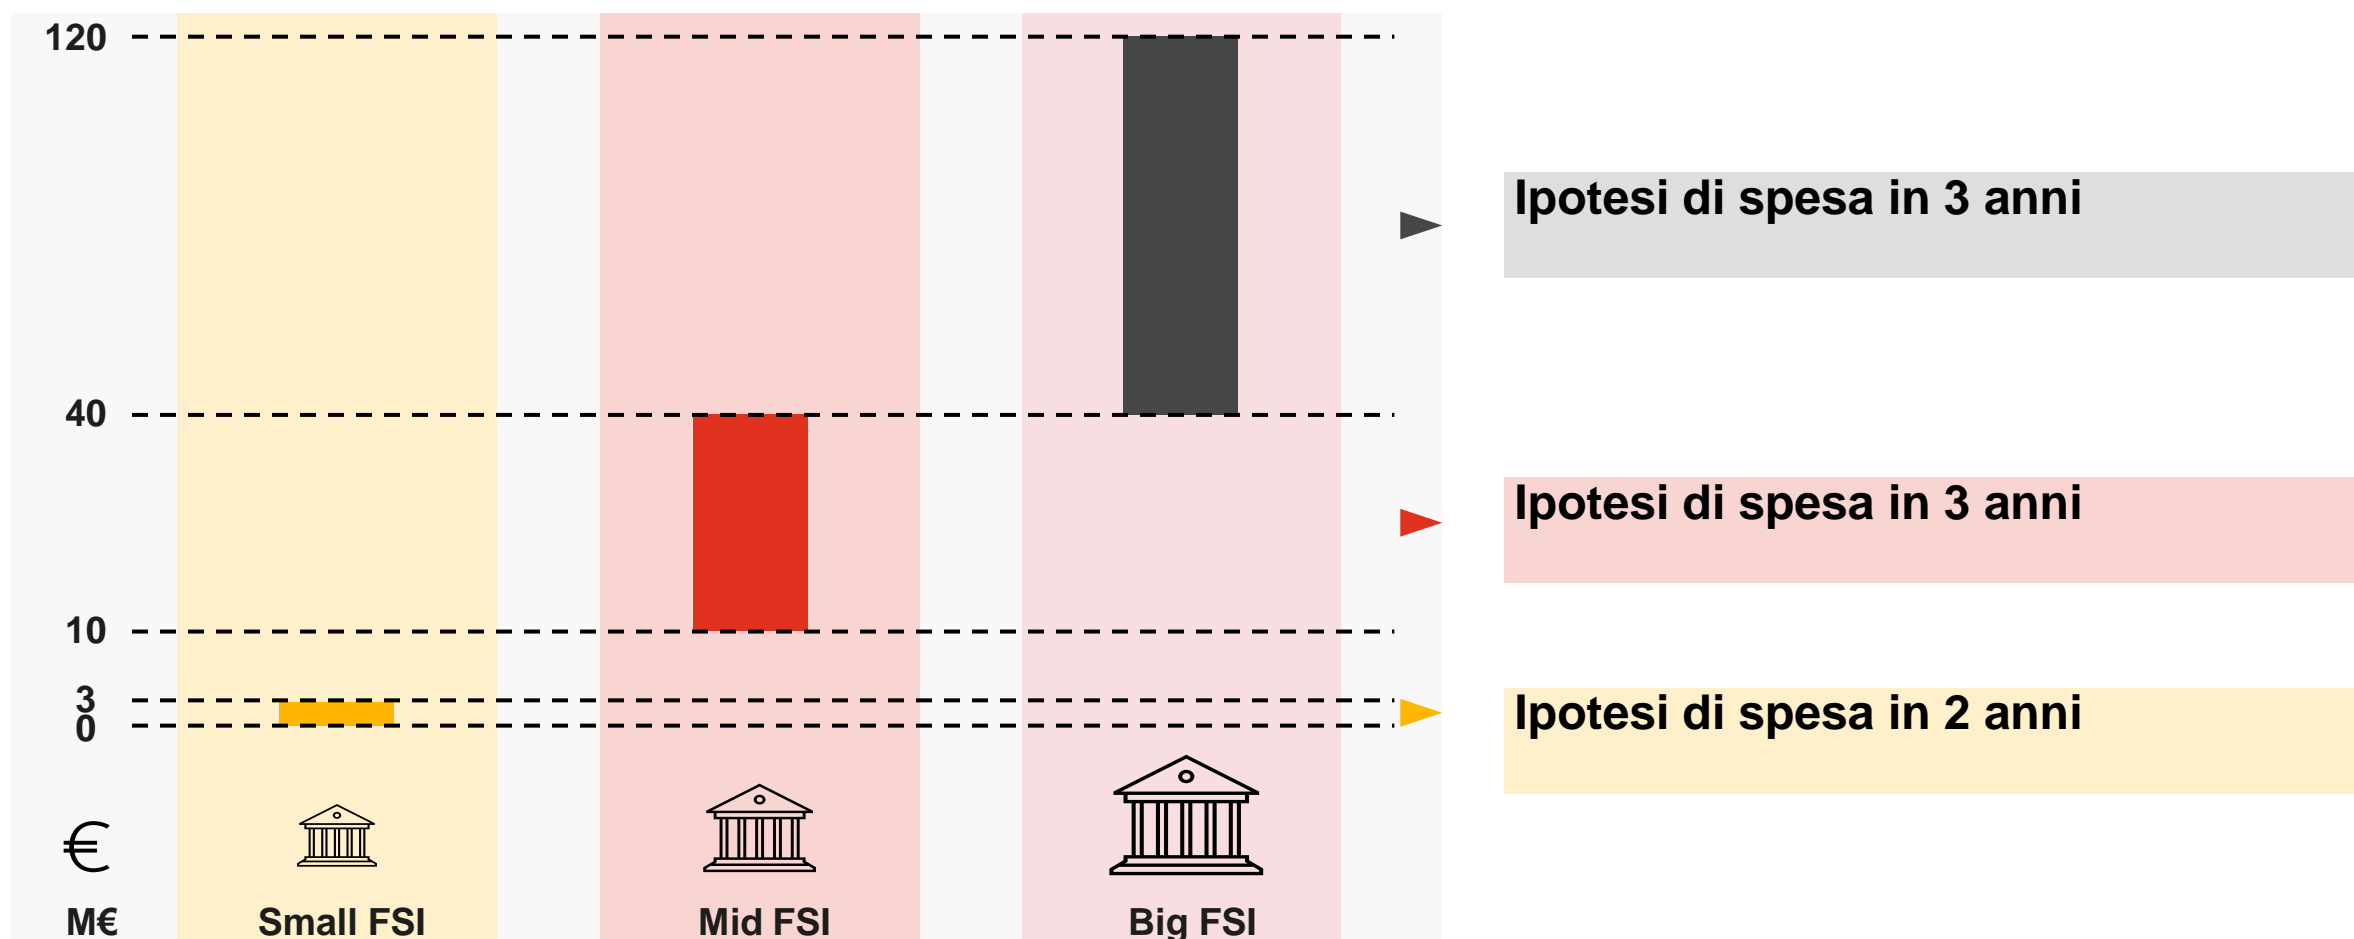 120
40
10
3
0
€
M€
Small FSI
Mid FSI
Big FSI
Ipotesi di spesa in 3 anni
Ipotesi di spesa in 3 anni
Ipotesi di spesa in 2 anni